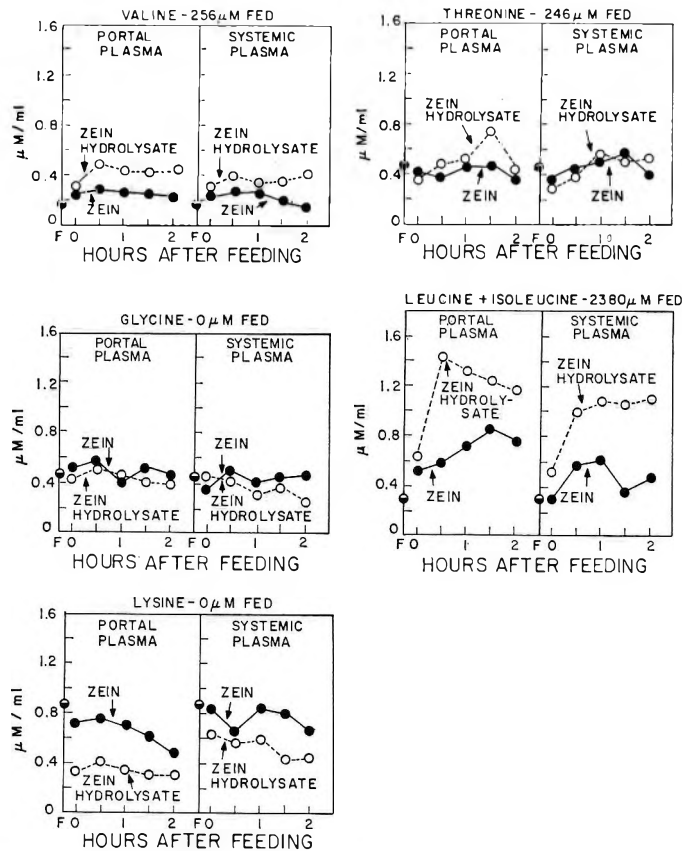 VALINE - 256μM FED
PORTAL PLASMA
SYSTEMIC PLASMA
μM/ml
1.6
1.2
0.8
0.4
0
ZEIN HYDROLYSATE
ZEIN
ZEIN HYDROLYSATE
ZEIN
F 0 1 2 F 0 1 2
HOURS AFTER FEEDING
THREONINE - 246μM FED
PORTAL PLASMA
SYSTEMIC PLASMA
μM/ml
1.6
1.2
0.8
0.4
0
ZEIN HYDROLYSATE
ZEIN
ZEIN HYDROLYSATE
ZEIN
F 0 1 2 F 0 1 0 2
HOURS AFTER FEEDING
GLYCINE - 0μM FED
PORTAL PLASMA
SYSTEMIC PLASMA
μM/ml
1.6
1.2
0.8
0.4
0
ZEIN
ZEIN HYDROLYSATE
ZEIN
ZEIN HYDROLYSATE
F 0 1 2 F 0 1 2
HOURS AFTER FEEDING
LEUCINE + ISOLEUCINE - 2380μM FED
PORTAL PLASMA
SYSTEMIC PLASMA
μM/ml
1.6
1.2
0.8
0.4
0
ZEIN HYDROLY-SATE
ZEIN
ZEIN HYDROLYSATE
ZEIN
F 0 1 2 F 0 1 2
HOURS AFTER FEEDING
LYSINE - 0μM FED
PORTAL PLASMA
SYSTEMIC PLASMA
μM/ml
1.6
1.2
0.8
0.4
0
ZEIN
ZEIN HYDROLYSATE
ZEIN
ZEIN HYDROLYSATE
F 0 1 2 F 0 1 2
HOURS AFTER FEEDING